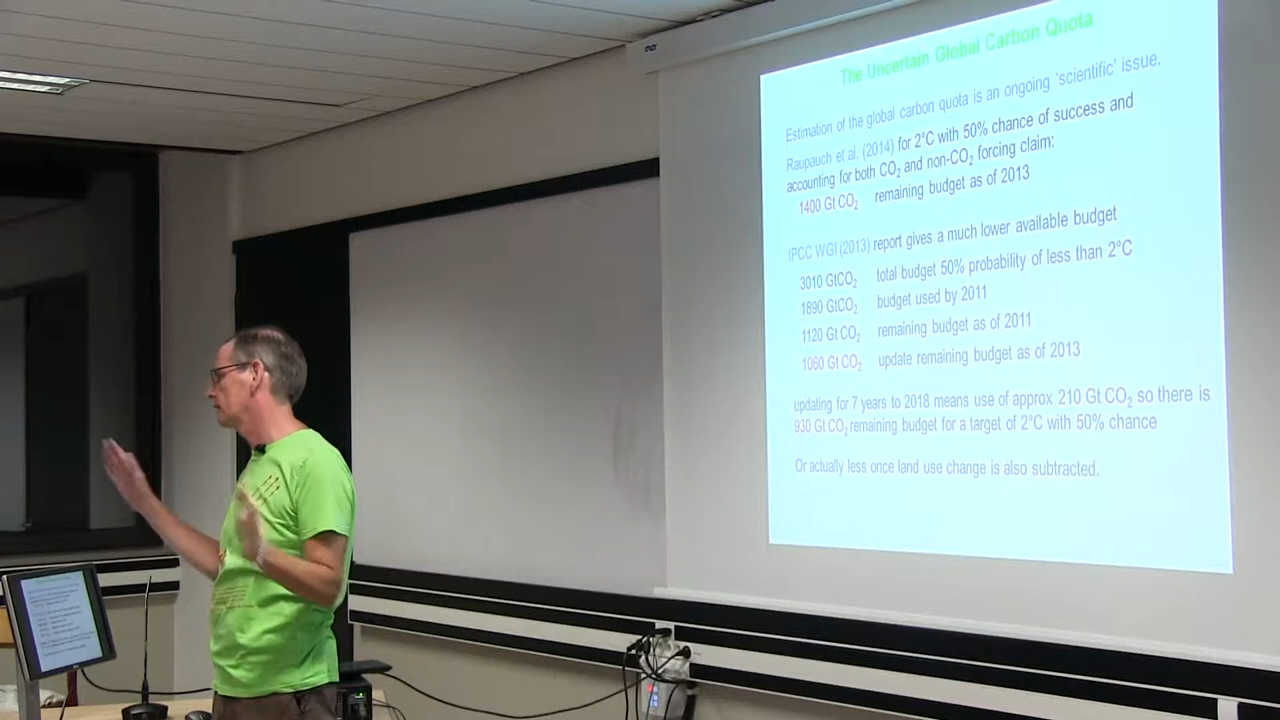 The Uncertain Global Carbon Quota
Estimation of the global carbon quota is an ongoing 'scientific' issue.
Raupauch et al. (2014) for 2°C with 50% chance of success and
accounting for both CO₂ and non-CO₂ forcing claim:
1400 Gt CO₂ remaining budget as of 2013
IPCC WGI (2013) report gives a much lower available budget
3010 GtCO₂ total budget 50% probability of less than 2°C
1890 GtCO₂ budget used by 2011
1120 Gt CO₂ remaining budget as of 2011
1060 Gt CO₂ update remaining budget as of 2013
updating for 7 years to 2018 means use of approx 210 Gt CO₂ so there is
930 Gt CO₂ remaining budget for a target of 2°C with 50% chance
Or actually less once land use change is also subtracted.